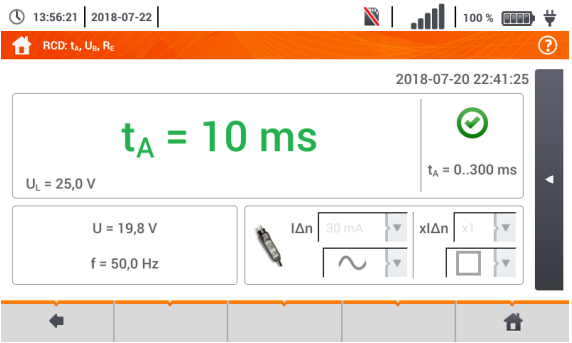 13:56:21 2018-07-22 100 %
RCD: tA, UB, RE ?
2018-07-20 22:41:25
tA = 10 ms
tA = 0..300 ms
UL = 25,0 V
U = 19,8 V
f = 50,0 Hz
IΔn 30 mA xIΔn x1